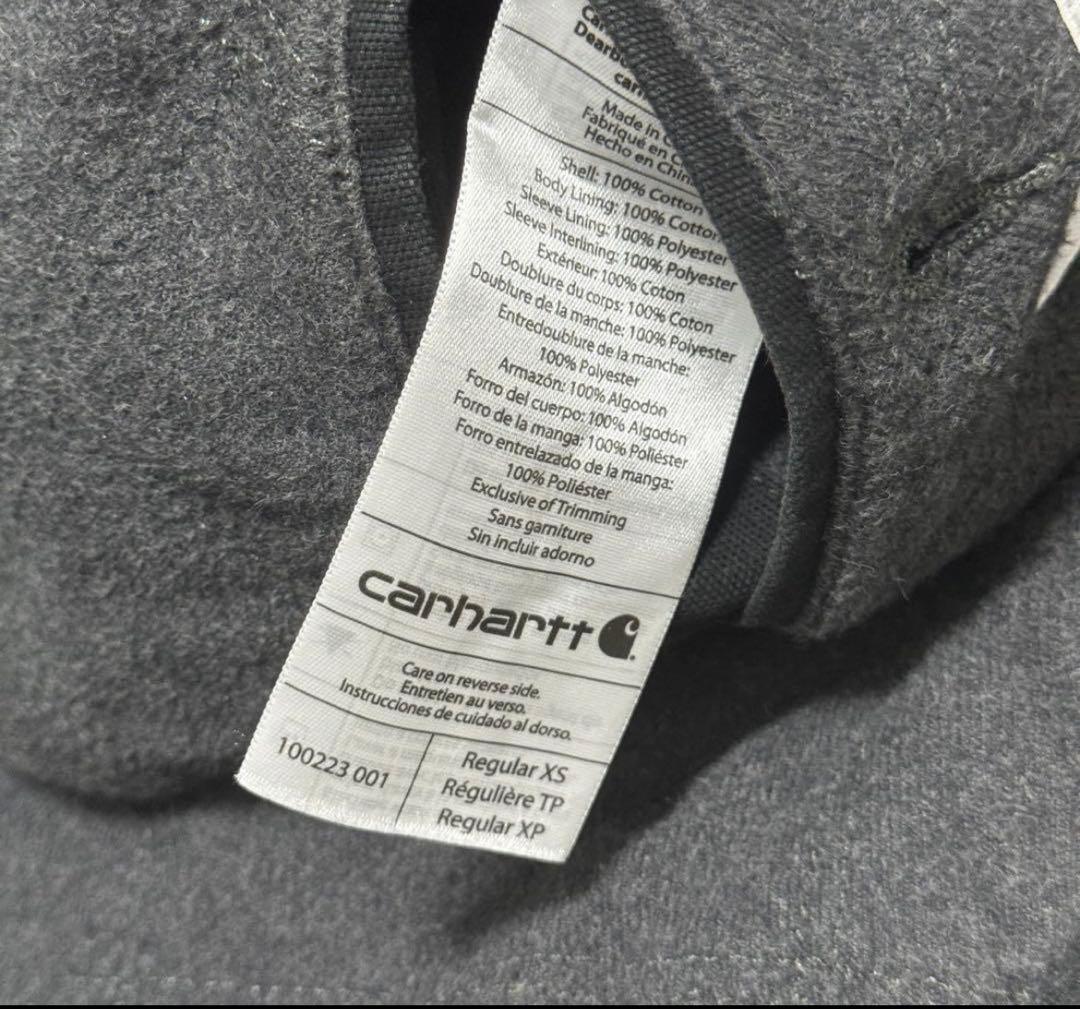 Made in
Fabriqué en
Hecho en
Shell: 100% Cotton
Body Lining: 100% Cotton
Sleeve Lining: 100% Polyester
Sleeve Interlining: 100% Polyester
Extérieur: 100% Coton
Doublure du corps: 100% Coton
Doublure de la manche: 100% Polyester
Entredoublure de la manche:
100% Polyester
Armazón: 100% Algodón
Forro del cuerpo: 100% Algodón
Forro de la manga: 100% Poliéster
Forro entrelazado de la manga:
100% Poliéster
Exclusive of Trimming
Sans garniture
Sin incluir adorno
carhartt
Care on reverse side.
Entretien au verso.
Instrucciones de cuidado al dorso.
100223 001
Regular XS
Régulière TP
Regular XP